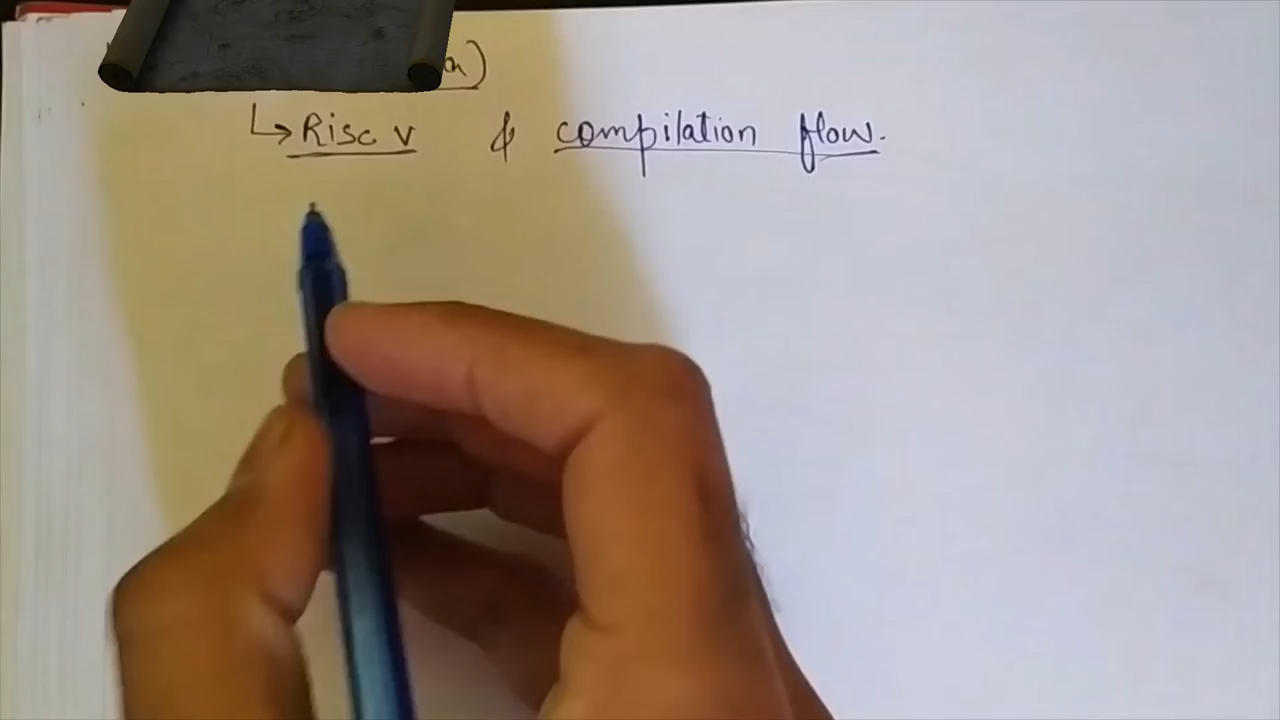 ↳ Risc v & compilation flow.